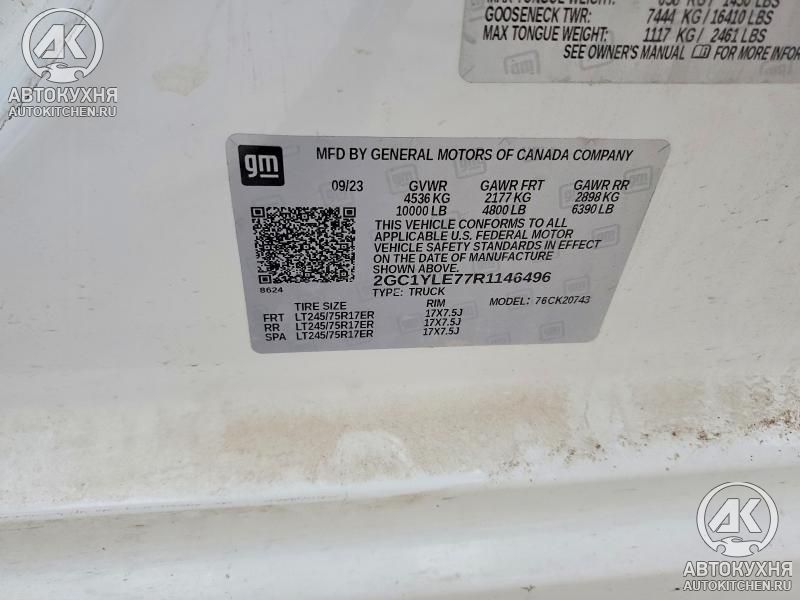 АВТОКУХНЯ
AUTOKITCHEN.RU
GOOSENECK TWR: 7444 KG/16410 LBS
MAX TONGUE WEIGHT: 1117 KG/ 2461 LBS
SEE OWNER'S MANUAL FOR MORE INFOR
gm
MFD BY GENERAL MOTORS OF CANADA COMPANY
09/23 GVWR GAWR FRT GAWR RR
4536 KG 2177 KG 2898 KG
10000 LB 4800 LB 6390 LB
THIS VEHICLE CONFORMS TO ALL
APPLICABLE U.S. FEDERAL MOTOR
VEHICLE SAFETY STANDARDS IN EFFECT
ON THE DATE OF MANUFACTURE
SHOWN ABOVE.
2GC1YLE77R1146496
8624
TYPE: TRUCK MODEL: 76CK20743
TIRE SIZE RIM
FRT LT245/75R17ER 17X7.5J
RR LT245/75R17ER 17X7.5J
SPA LT245/75R17ER 17X7.5J
АК
АВТОКУХНЯ
AUTOKITCHEN.RU